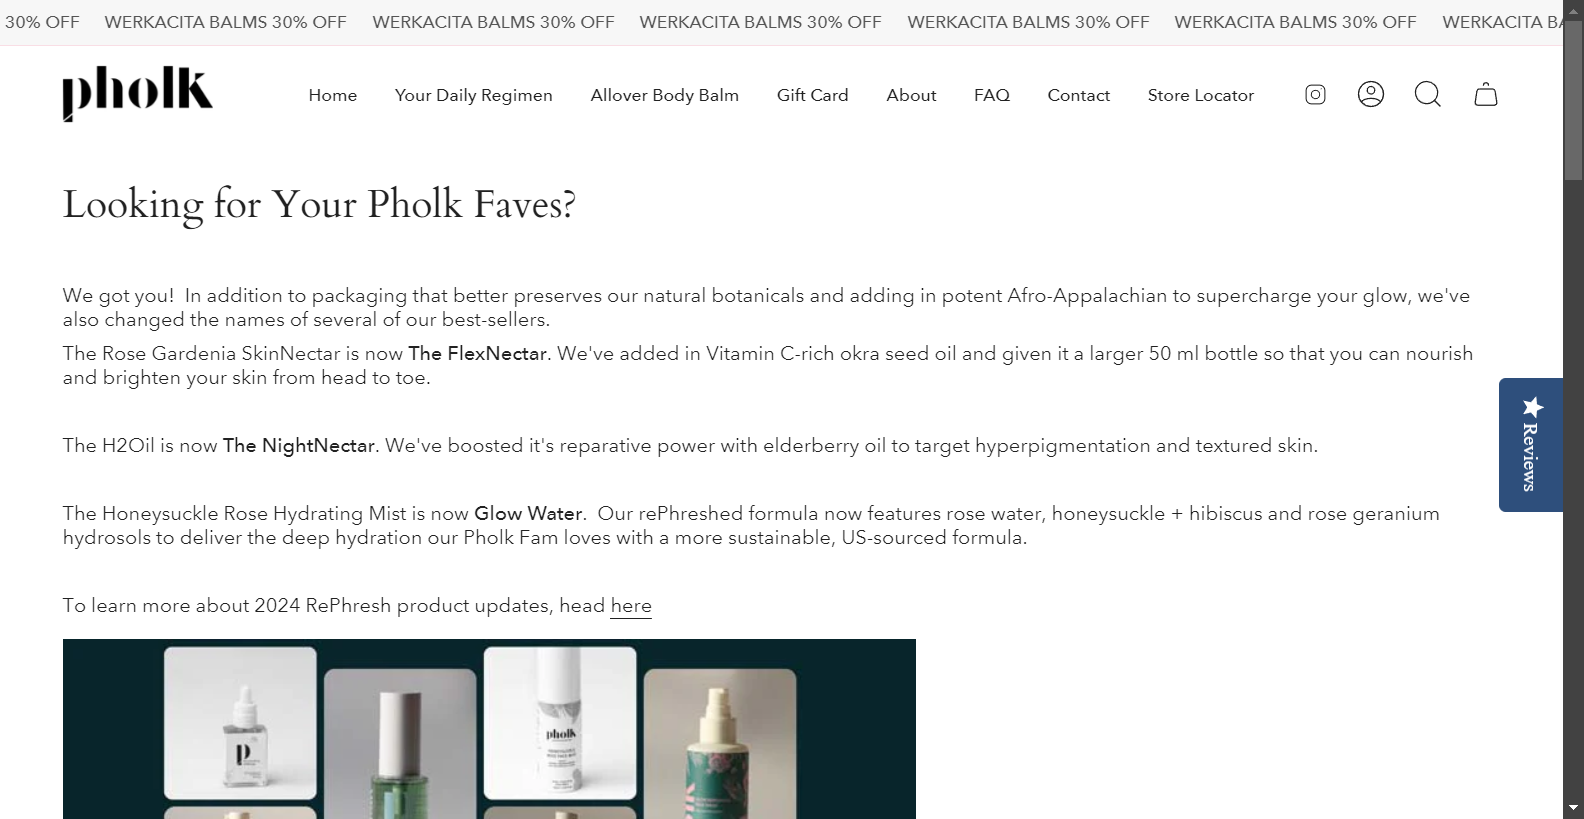 30% OFF WERKACITA BALMS 30% OFF WERKACITA BALMS 30% OFF WERKACITA BALMS 30% OFF WERKACITA BALMS 30% OFF WERKACITA BALMS 30% OFF WERKACITA
pholk
Home Your Daily Regimen Allover Body Balm Gift Card About FAQ Contact Store Locator
Looking for Your Pholk Faves?
We got you! In addition to packaging that better preserves our natural botanicals and adding in potent Afro-Appalachian to supercharge your glow, we've
also changed the names of several of our best-sellers.
The Rose Gardenia SkinNectar is now The FlexNectar. We've added in Vitamin C-rich okra seed oil and given it a larger 50 ml bottle so that you can nourish
and brighten your skin from head to toe.
Reviews
The H2Oil is now The NightNectar. We've boosted it's reparative power with elderberry oil to target hyperpigmentation and textured skin.
The Honeysuckle Rose Hydrating Mist is now Glow Water. Our rePhreshed formula now features rose water, honeysuckle + hibiscus and rose geranium
hydrosols to deliver the deep hydration our Pholk Fam loves with a more sustainable, US-sourced formula.
To learn more about 2024 RePhresh product updates, head here
p
pholk